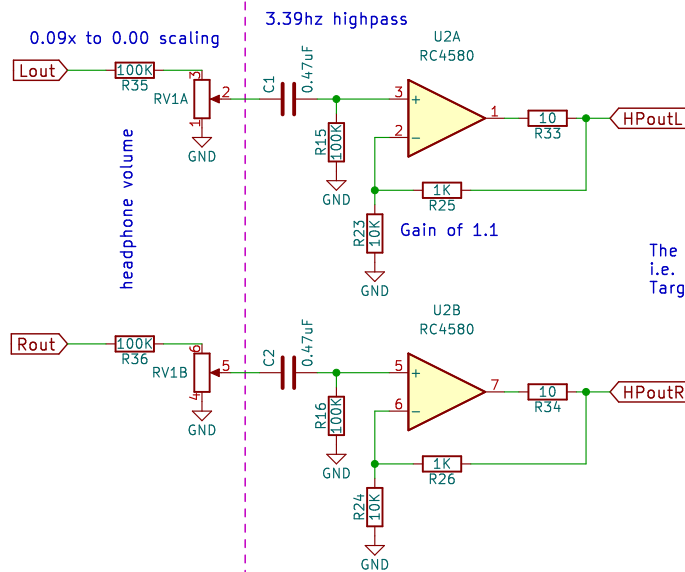 3.39hz highpass
0.09x to 0.00 scaling
U2A
RC4580
Lout
100K
R35
3
RV1A
2
1
GND
C1
0.47uF
R15
100K
GND
3
+
2
−
1
10
R33
HPoutL
1K
R25
R23
10K
GND
Gain of 1.1
headphone volume
The
i.e.
Targ
U2B
RC4580
Rout
100K
R36
6
RV1B
5
4
GND
C2
0.47uF
R16
100K
GND
5
+
6
−
7
10
R34
HPoutR
1K
R26
R24
10K
GND